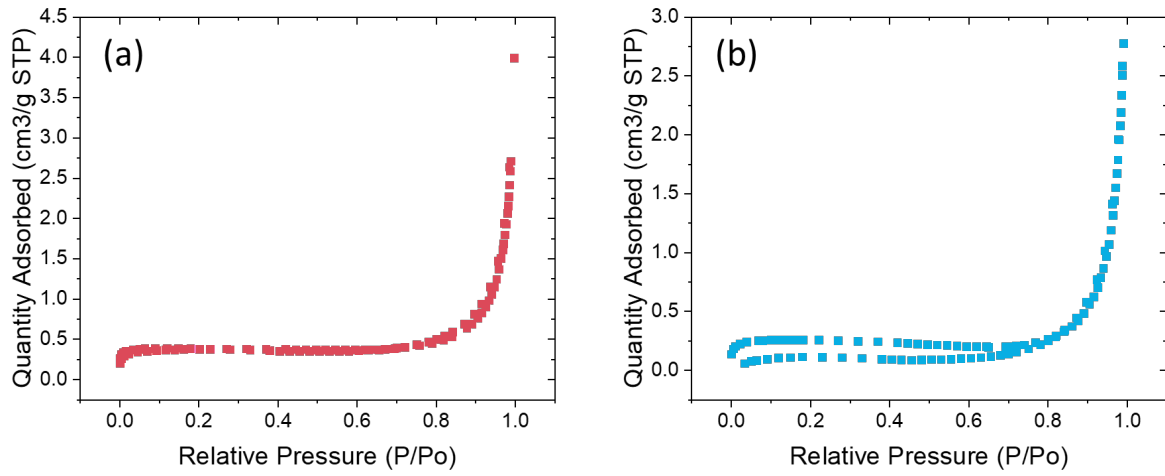 (a)
Quantity Adsorbed (cm3/g STP)
4.5
4.0
3.5
3.0
2.5
2.0
1.5
1.0
0.5
0.0
0.0 0.2 0.4 0.6 0.8 1.0
Relative Pressure (P/Po)
(b)
Quantity Adsorbed (cm3/g STP)
3.0
2.5
2.0
1.5
1.0
0.5
0.0
0.0 0.2 0.4 0.6 0.8 1.0
Relative Pressure (P/Po)